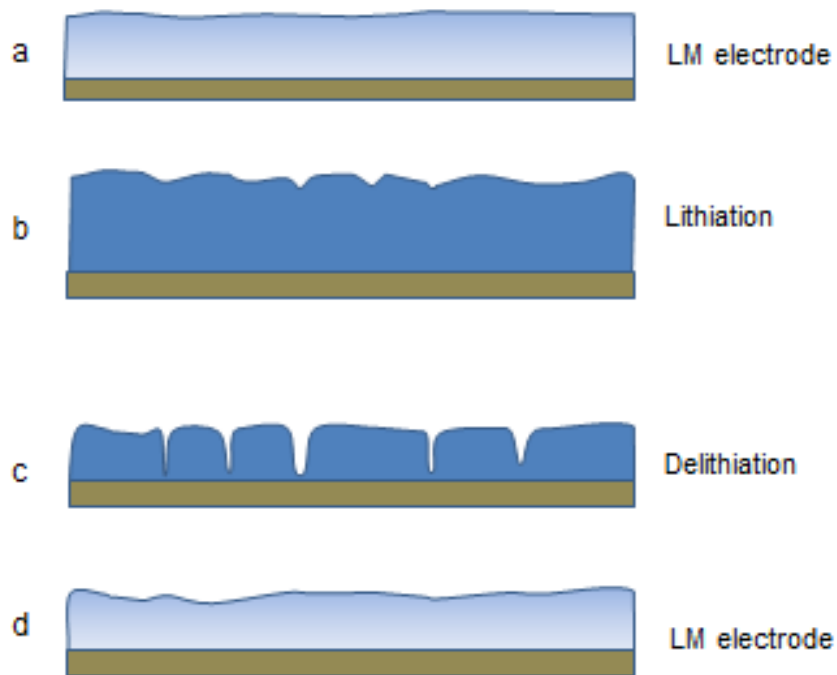 a
LM electrode
b
Lithiation
c
Delithiation
d
LM electrode